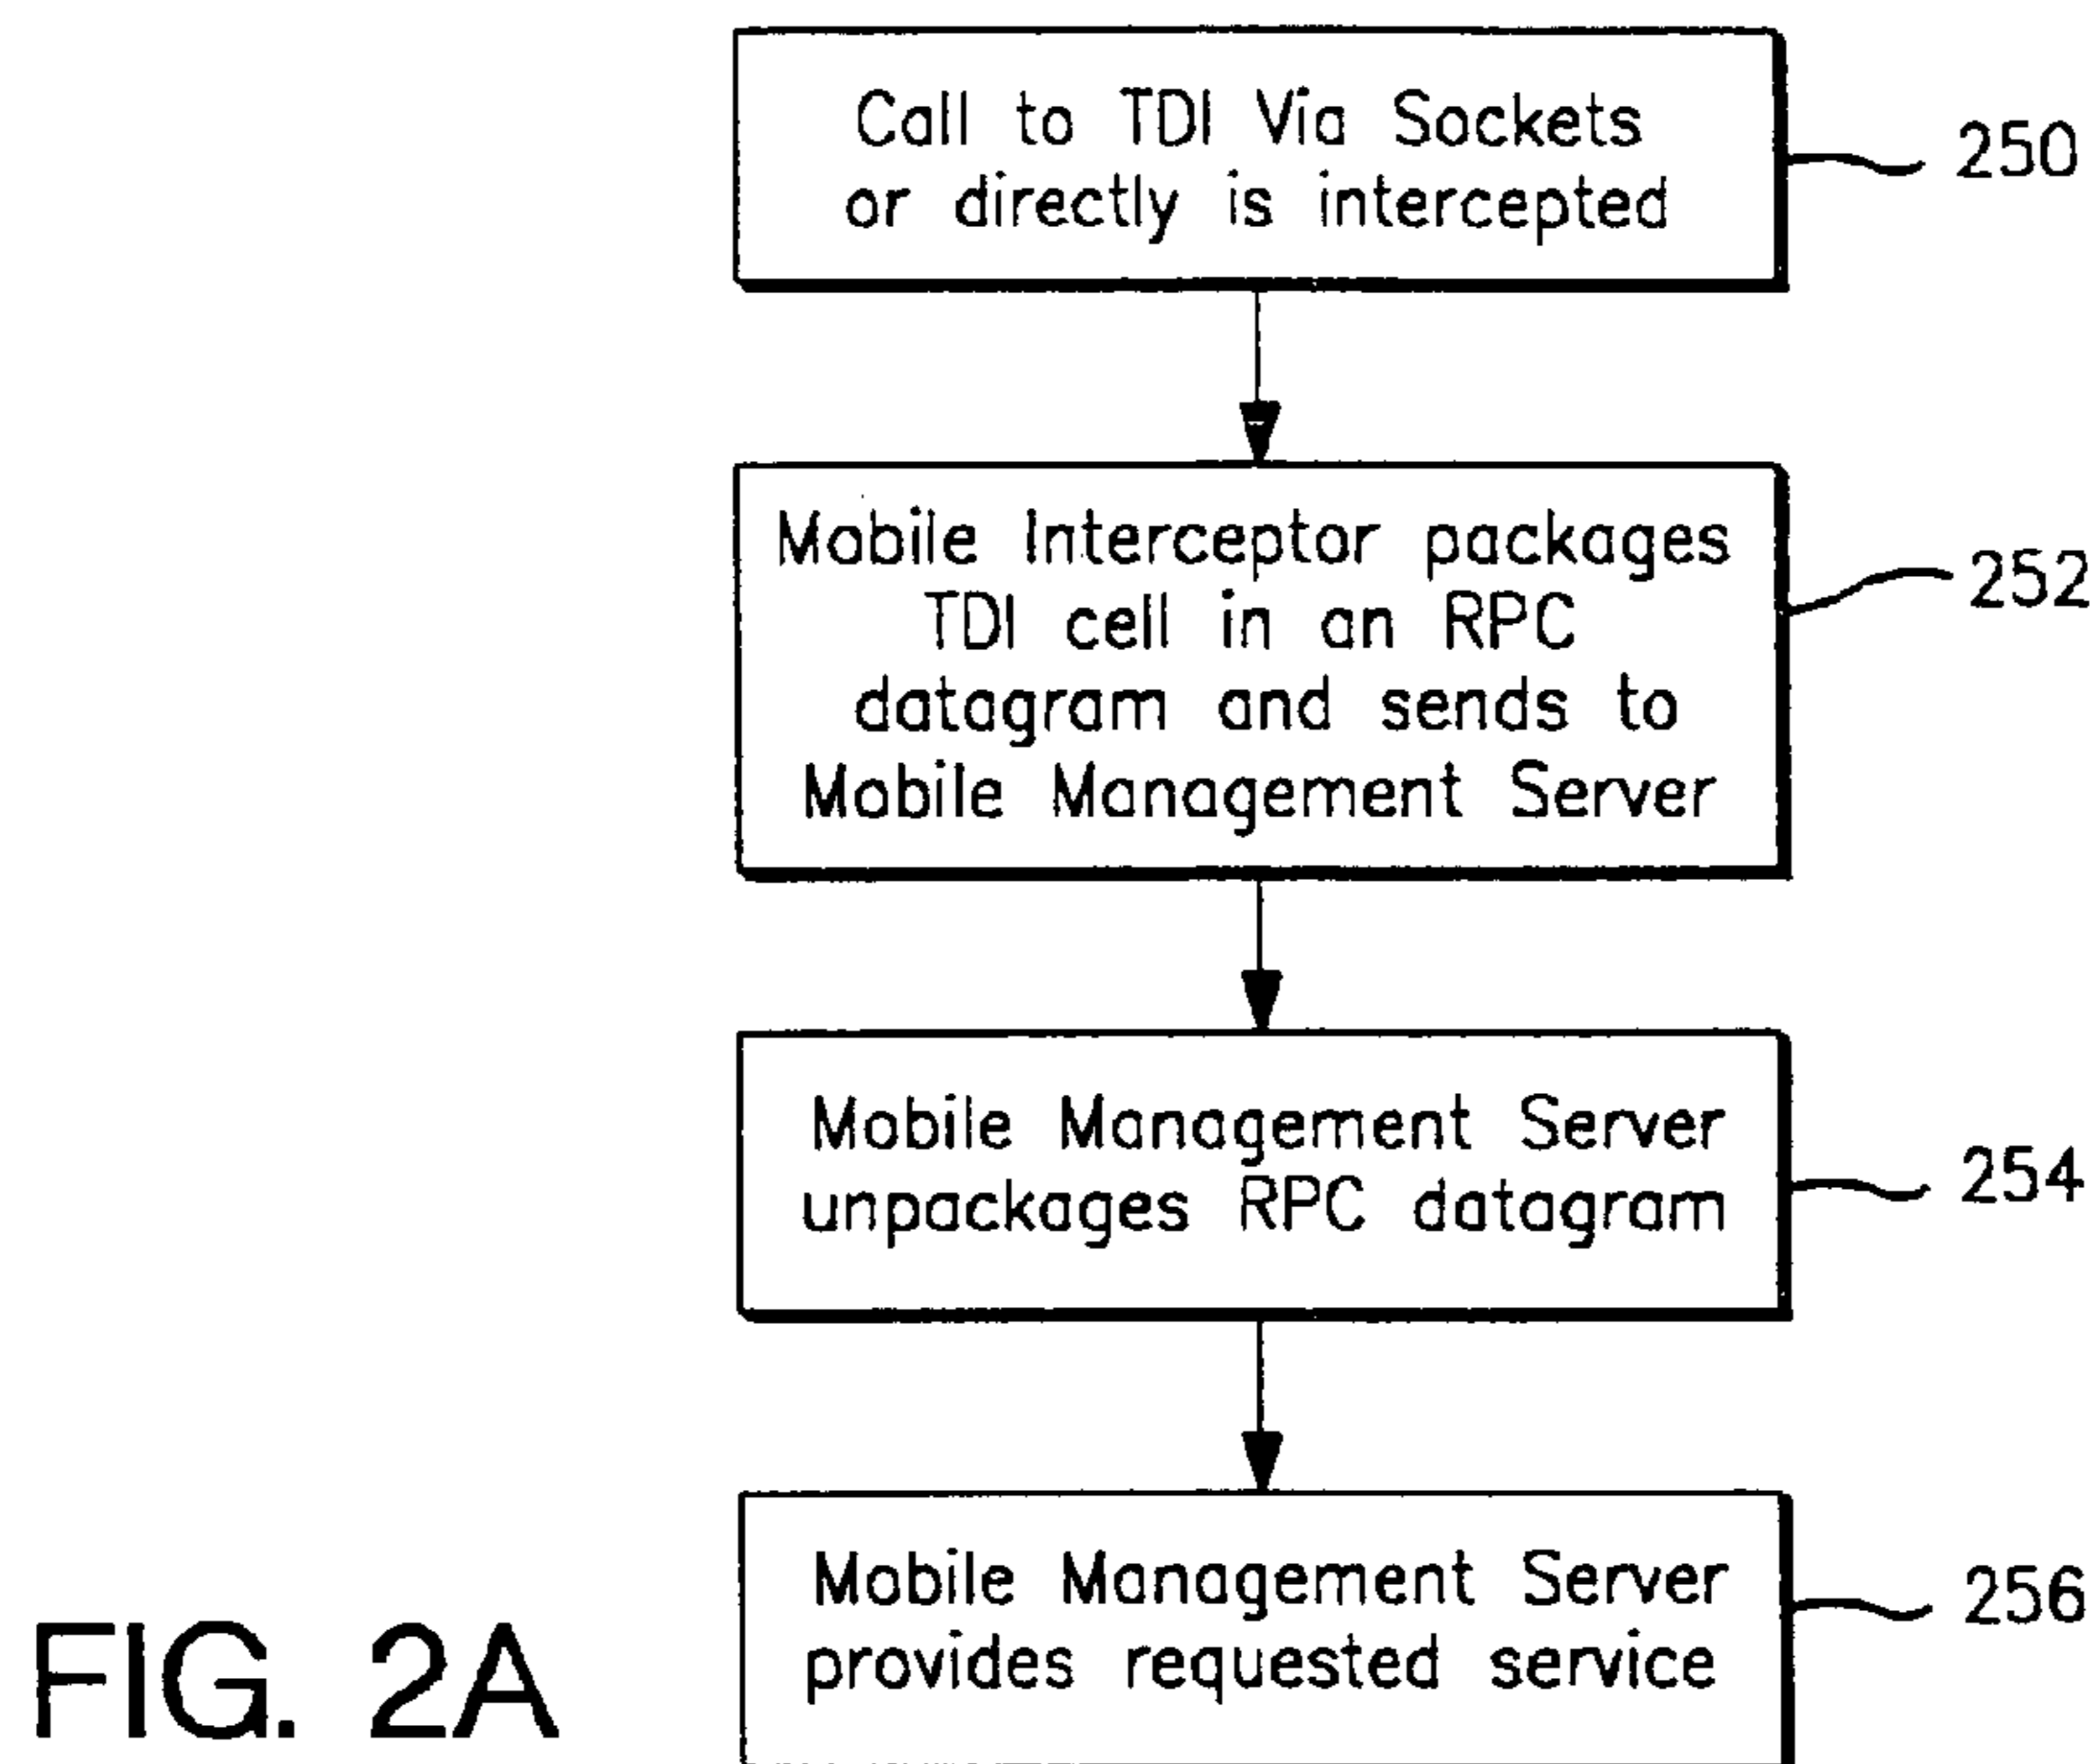 Call to TDI Via Sockets
or directly is intercepted
250
Mobile Interceptor packages
TDI cell in an RPC
datagram and sends to
Mobile Management Server
252
Mobile Management Server
unpackages RPC datagram
254
Mobile Management Server
provides requested service
256
FIG. 2A